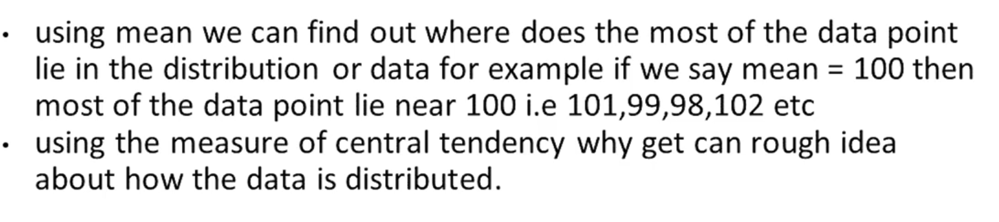 • using mean we can find out where does the most of the data point
lie in the distribution or data for example if we say mean = 100 then
most of the data point lie near 100 i.e 101,99,98,102 etc
• using the measure of central tendency why get can rough idea
about how the data is distributed.